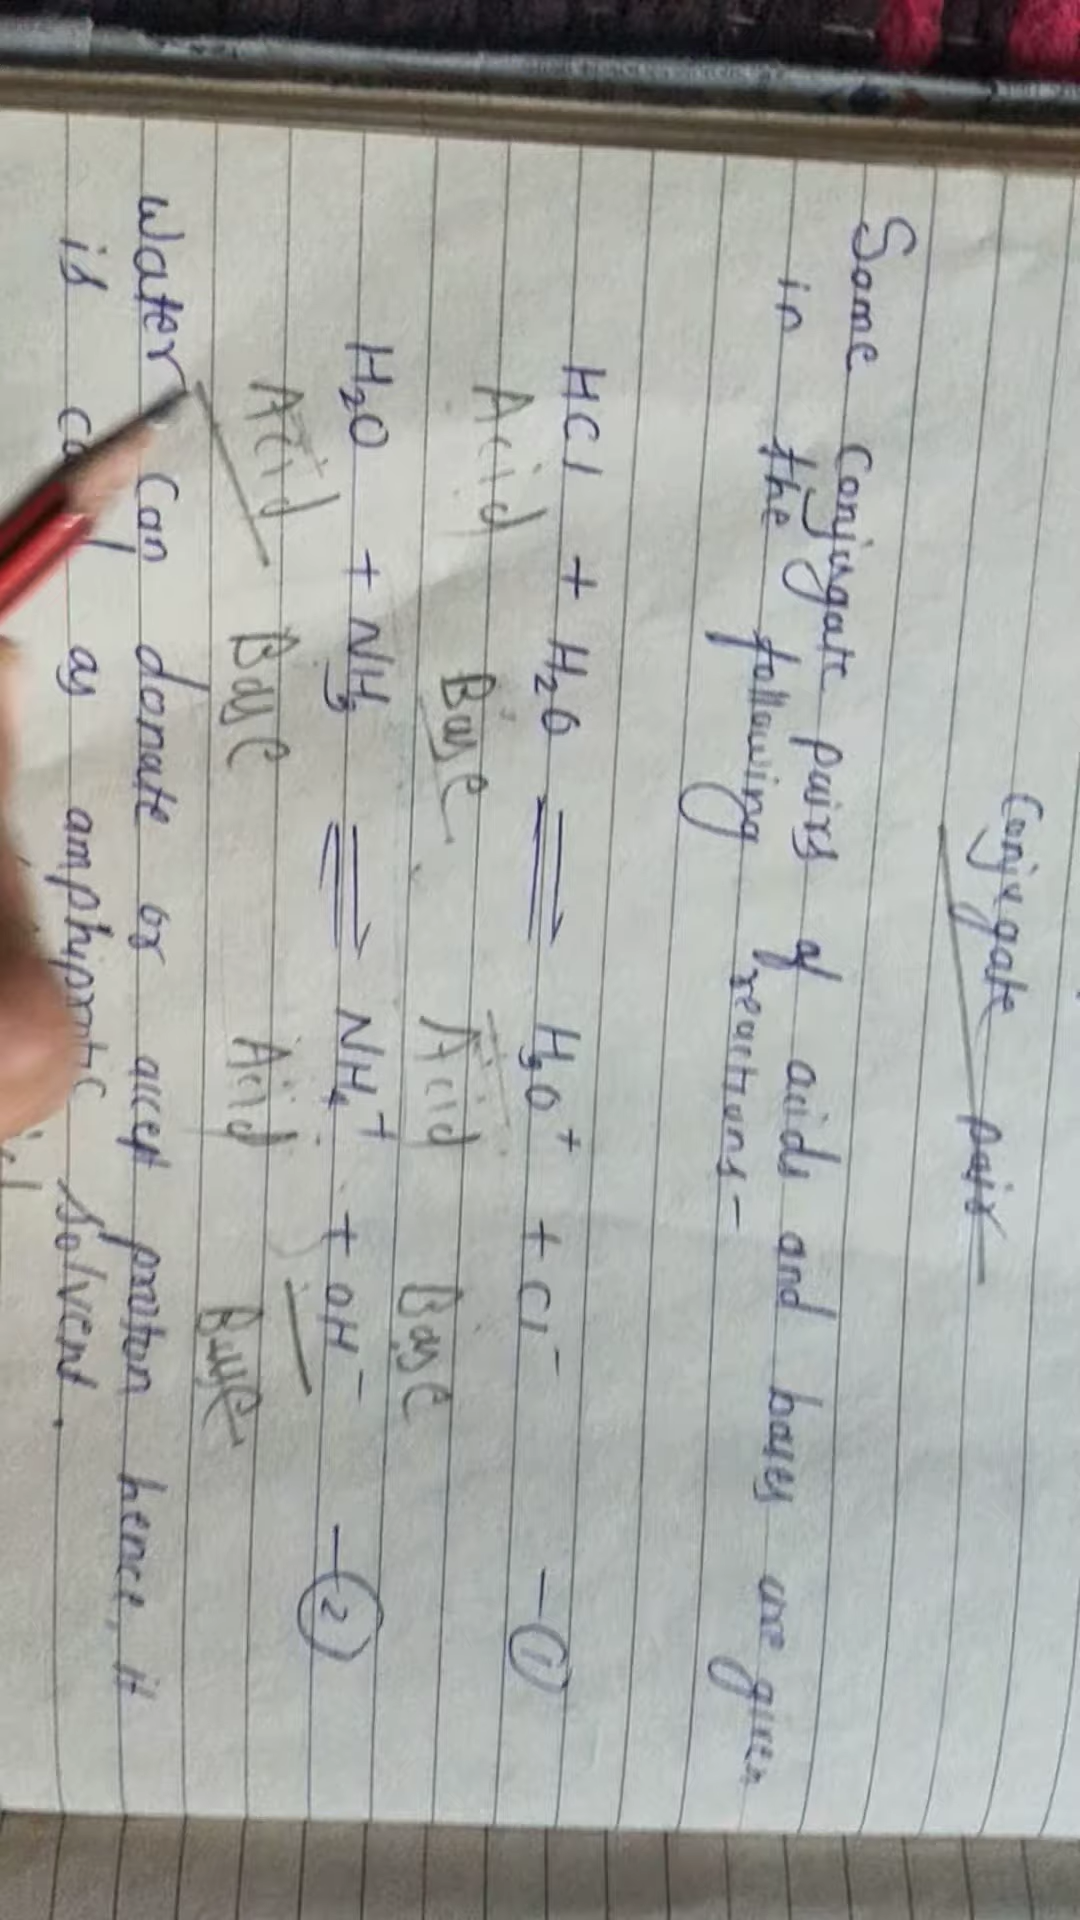 Conjugate pair
Some Conjugate pairs of acids and bases are given
in the following reactions-
HCl + H₂O ⇌ H₃O⁺ + Cl⁻ -(1)
Acid Base Acid Base
H₂O + NH₃ ⇌ NH₄⁺ + OH⁻ -(2)
Acid Base Acid Base
Water can donate or accept proton hence, it
is as amphiprotic solvent.